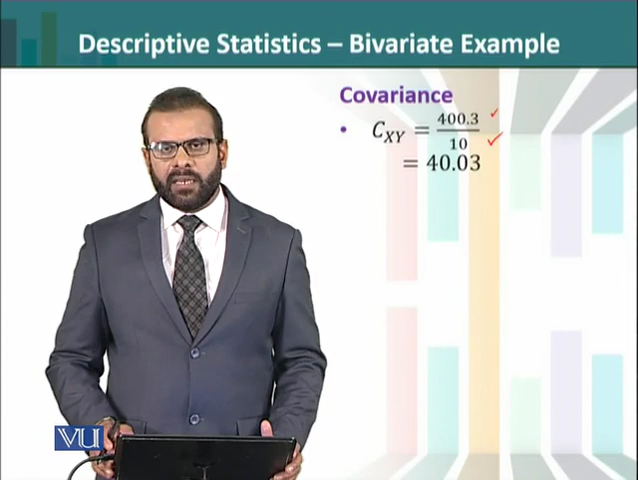 Descriptive Statistics – Bivariate Example
Covariance
• C_XY = 400.3/10
= 40.03
VU